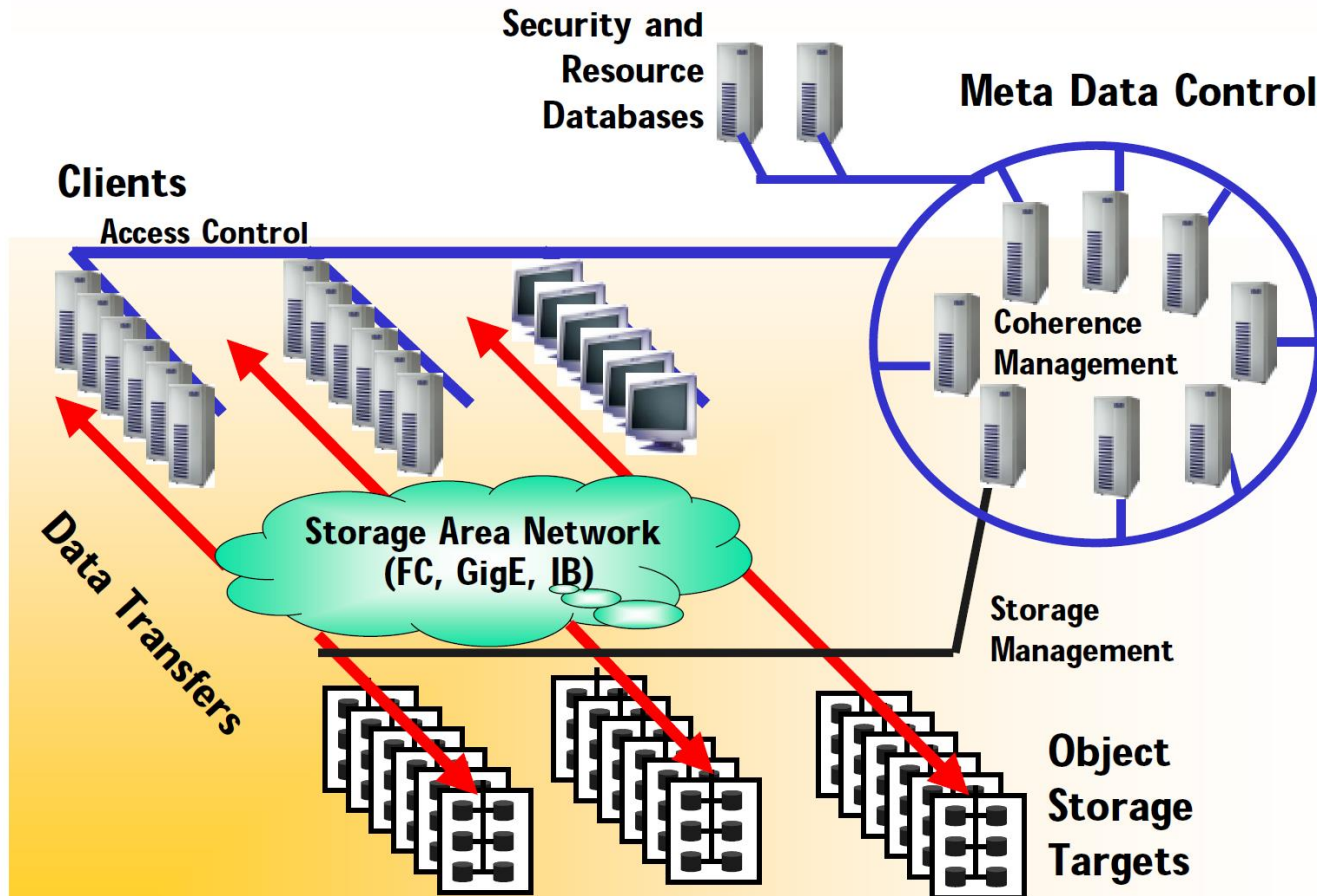 Security and
Resource
Databases
Meta Data Control
Clients
Access Control
Coherence
Management
Storage Area Network
(FC, GigE, IB)
Data Transfers
Storage
Management
Object
Storage
Targets